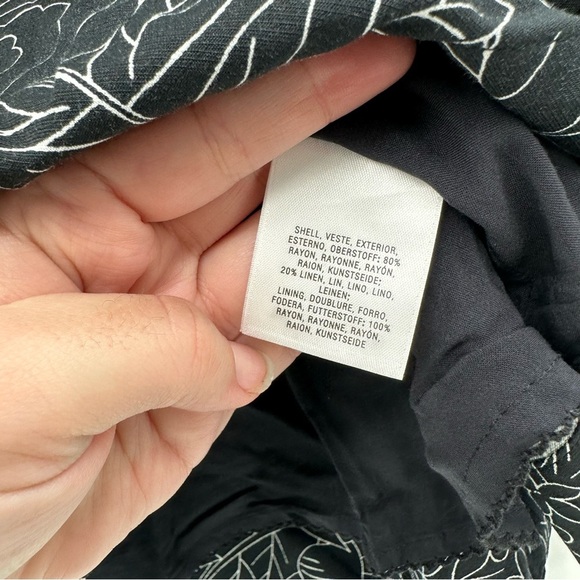 SHELL, VESTE, EXTERIOR,
ESTERNO, OBERSTOFF: 80%
RAYON, RAYONNE, RAYÓN,
RAION, KUNSTSEIDE;
20% LINEN, LIN, LINO, LINO,
LEINEN;
LINING, DOUBLURE, FORRO,
FODERA, FUTTERSTOFF: 100%
RAYON, RAYONNE, RAYÓN,
RAION, KUNSTSEIDE